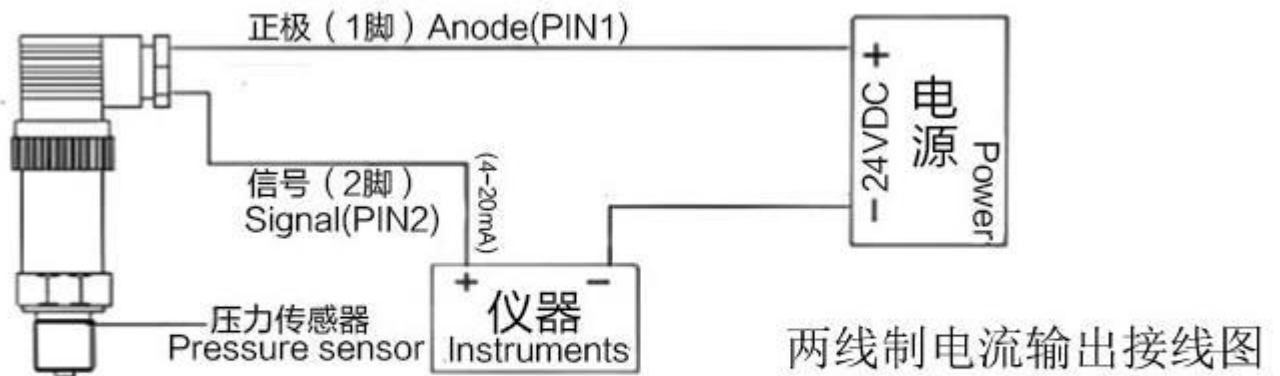 正极（1脚）Anode(PIN1)
信号（2脚）
Signal(PIN2)
(4-20mA)
+ −
仪器
Instruments
压力传感器
Pressure sensor
− 24VDC +
电源
Power
两线制电流输出接线图